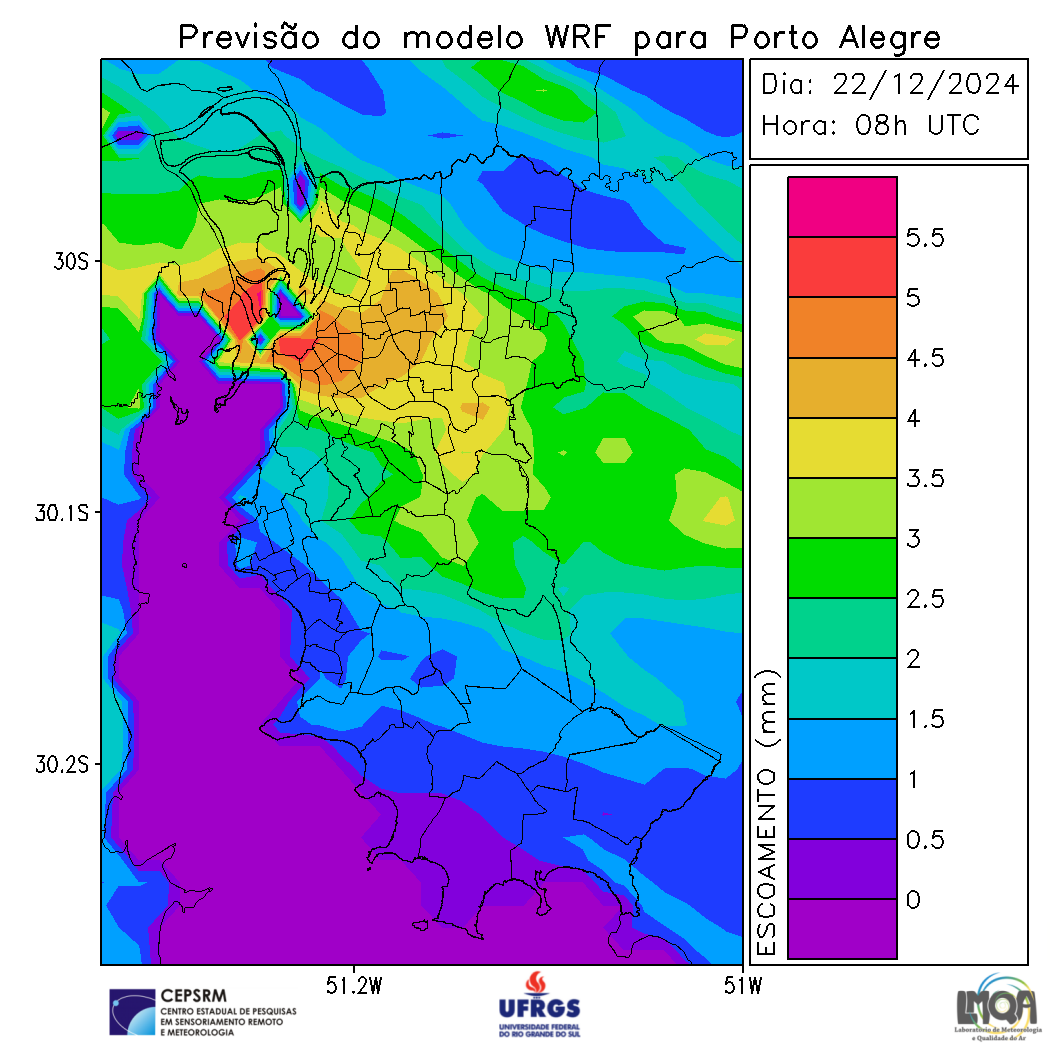 Previsão do modelo WRF para Porto Alegre
Dia: 22/12/2024
Hora: 08h UTC
30S
30.1S
30.2S
51.2W
51W
ESCOAMENTO (mm)
5.5
5
4.5
4
3.5
3
2.5
2
1.5
1
0.5
0
CEPSRM
CENTRO ESTADUAL DE PESQUISAS
EM SENSORIAMENTO REMOTO
E METEOROLOGIA
UFRGS
UNIVERSIDADE FEDERAL
DO RIO GRANDE DO SUL
LMQA
Laboratório de Meteorologia
e Qualidade do Ar